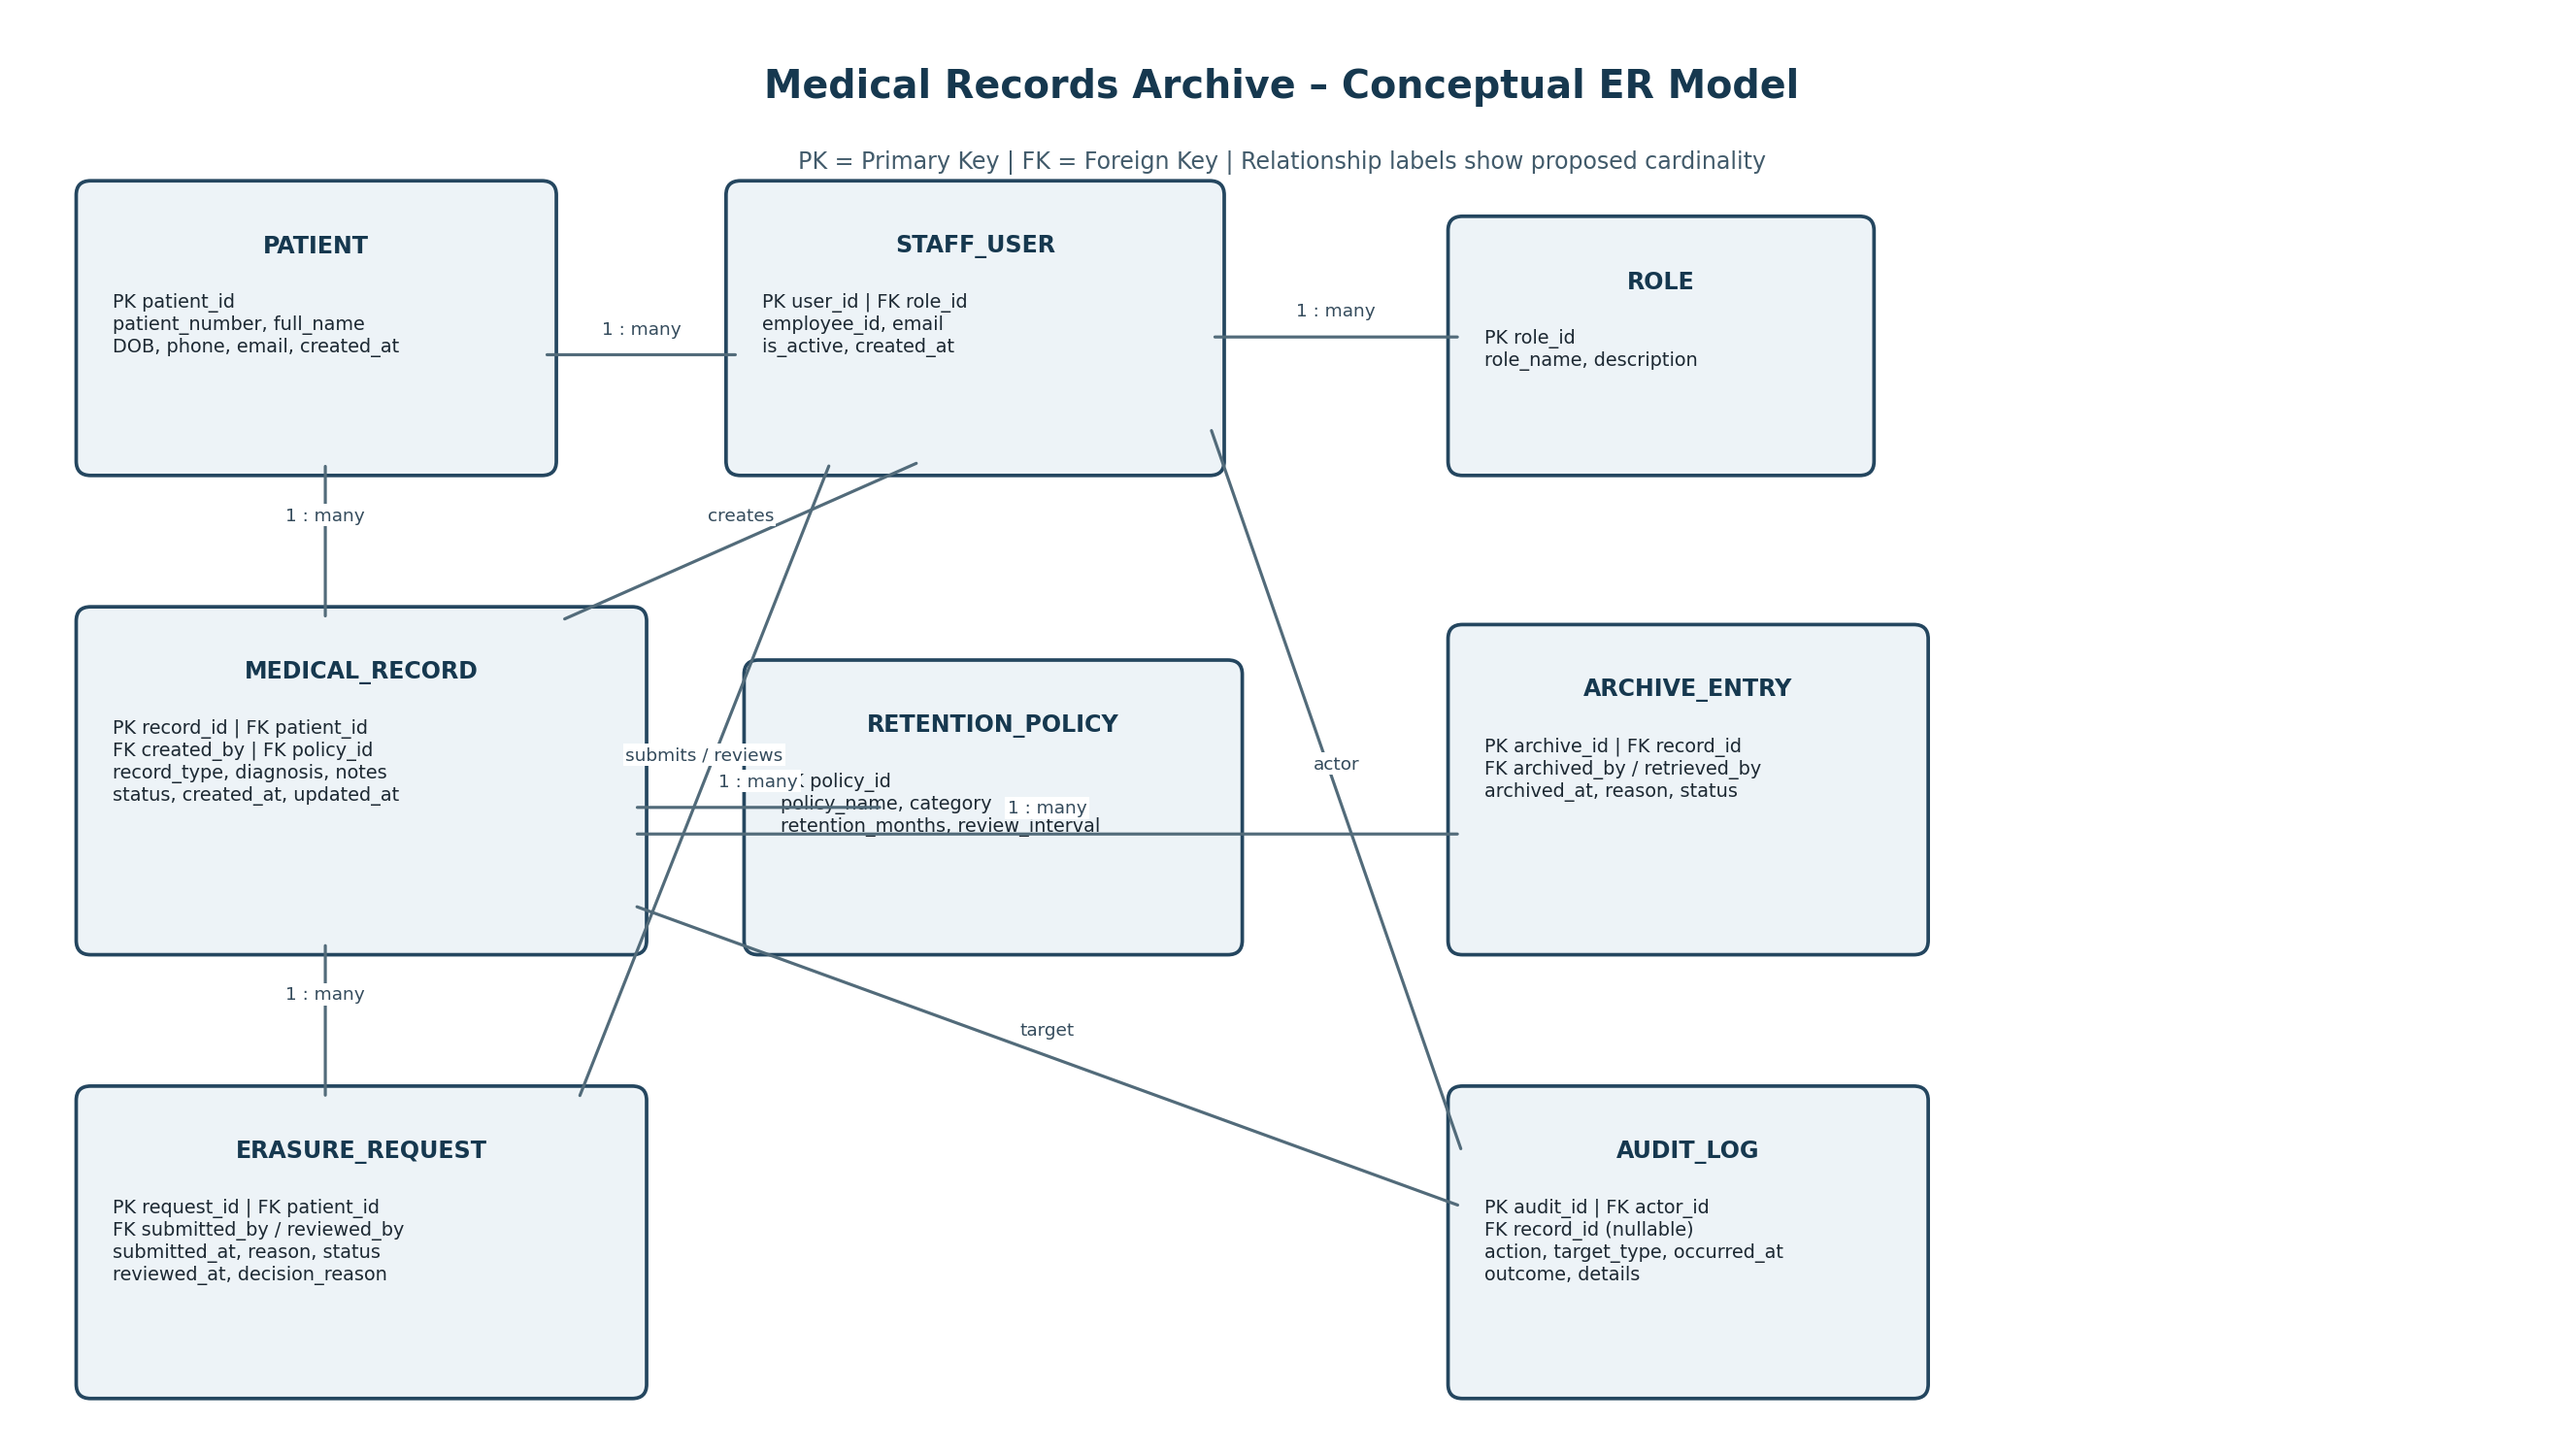 Medical Records Archive – Conceptual ER Model
PK = Primary Key | FK = Foreign Key | Relationship labels show proposed cardinality
PATIENT
PK patient_id
patient_number, full_name
DOB, phone, email, created_at
1 : many
STAFF_USER
PK user_id | FK role_id
employee_id, email
is_active, created_at
1 : many
ROLE
PK role_id
role_name, description
1 : many
creates
MEDICAL_RECORD
PK record_id | FK patient_id
FK created_by | FK policy_id
record_type, diagnosis, notes
status, created_at, updated_at
submits / reviews
1 : many
RETENTION_POLICY
policy_id
policy_name, category
retention_months, review_interval
1 : many
actor
ARCHIVE_ENTRY
PK archive_id | FK record_id
FK archived_by / retrieved_by
archived_at, reason, status
1 : many
target
ERASURE_REQUEST
PK request_id | FK patient_id
FK submitted_by / reviewed_by
submitted_at, reason, status
reviewed_at, decision_reason
AUDIT_LOG
PK audit_id | FK actor_id
FK record_id (nullable)
action, target_type, occurred_at
outcome, details